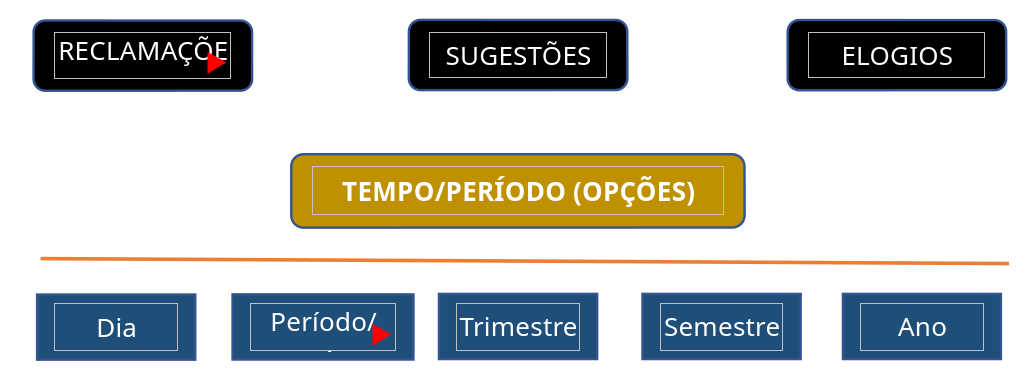 RECLAMAÇÕE
SUGESTÕES
ELOGIOS
TEMPO/PERÍODO (OPÇÕES)
Dia
Período/
Trimestre
Semestre
Ano